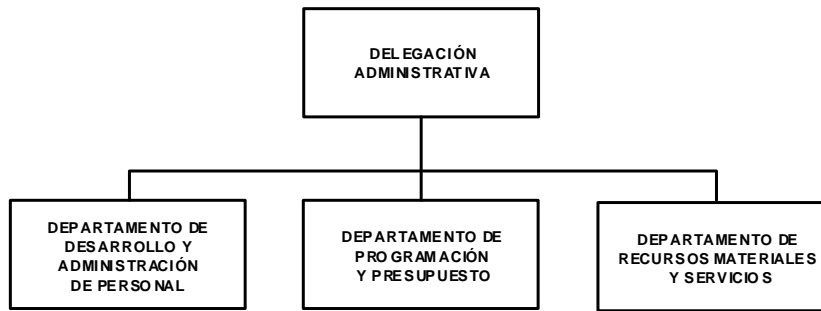 DELEGACIÓN
ADMINISTRATIVA
DEPARTAMENTO DE
DESARROLLO Y
ADMINISTRACIÓN
DE PERSONAL
DEPARTAMENTO DE
PROGRAMACIÓN
Y PRESUPUESTO
DEPARTAMENTO DE
RECURSOS MATERIALES
Y SERVICIOS